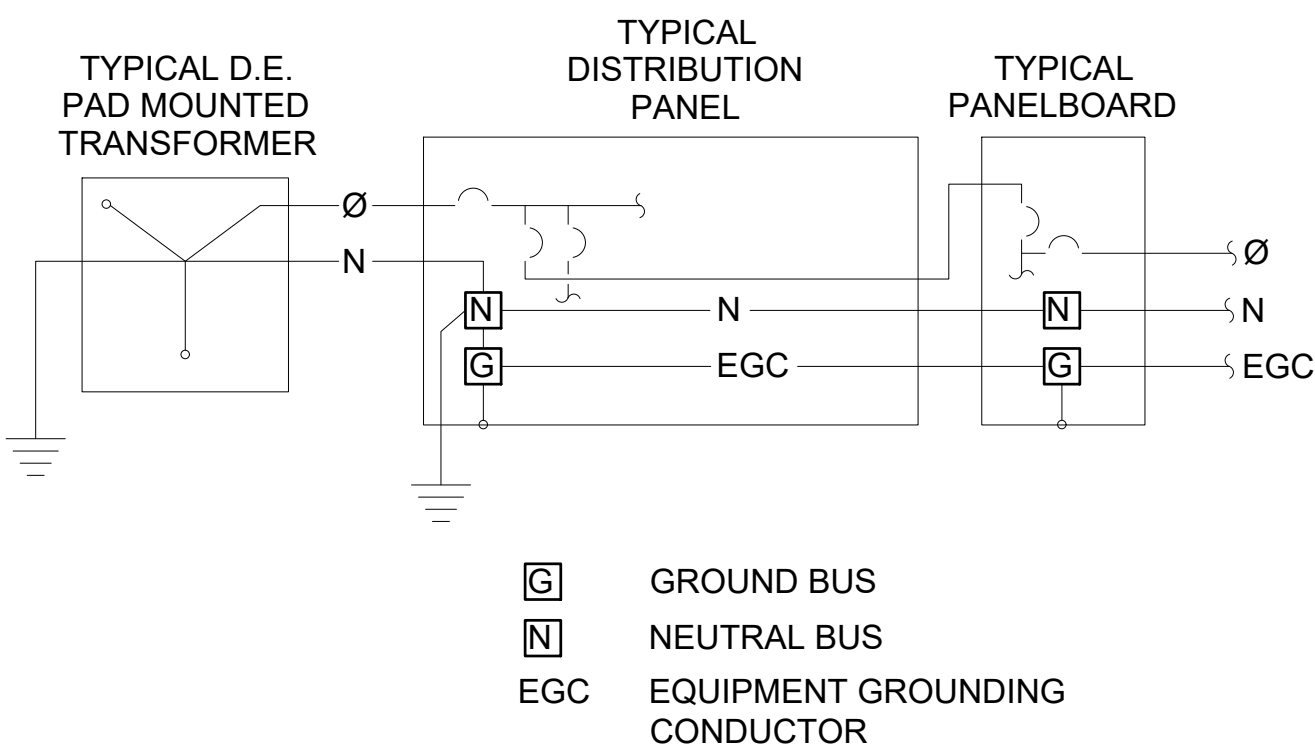 TYPICAL D.E.
PAD MOUNTED
TRANSFORMER
TYPICAL
DISTRIBUTION
PANEL
TYPICAL
PANELBOARD
Ø
N
Ø
N
N
N
N
G
EGC
G
EGC
G GROUND BUS
N NEUTRAL BUS
EGC EQUIPMENT GROUNDING
CONDUCTOR